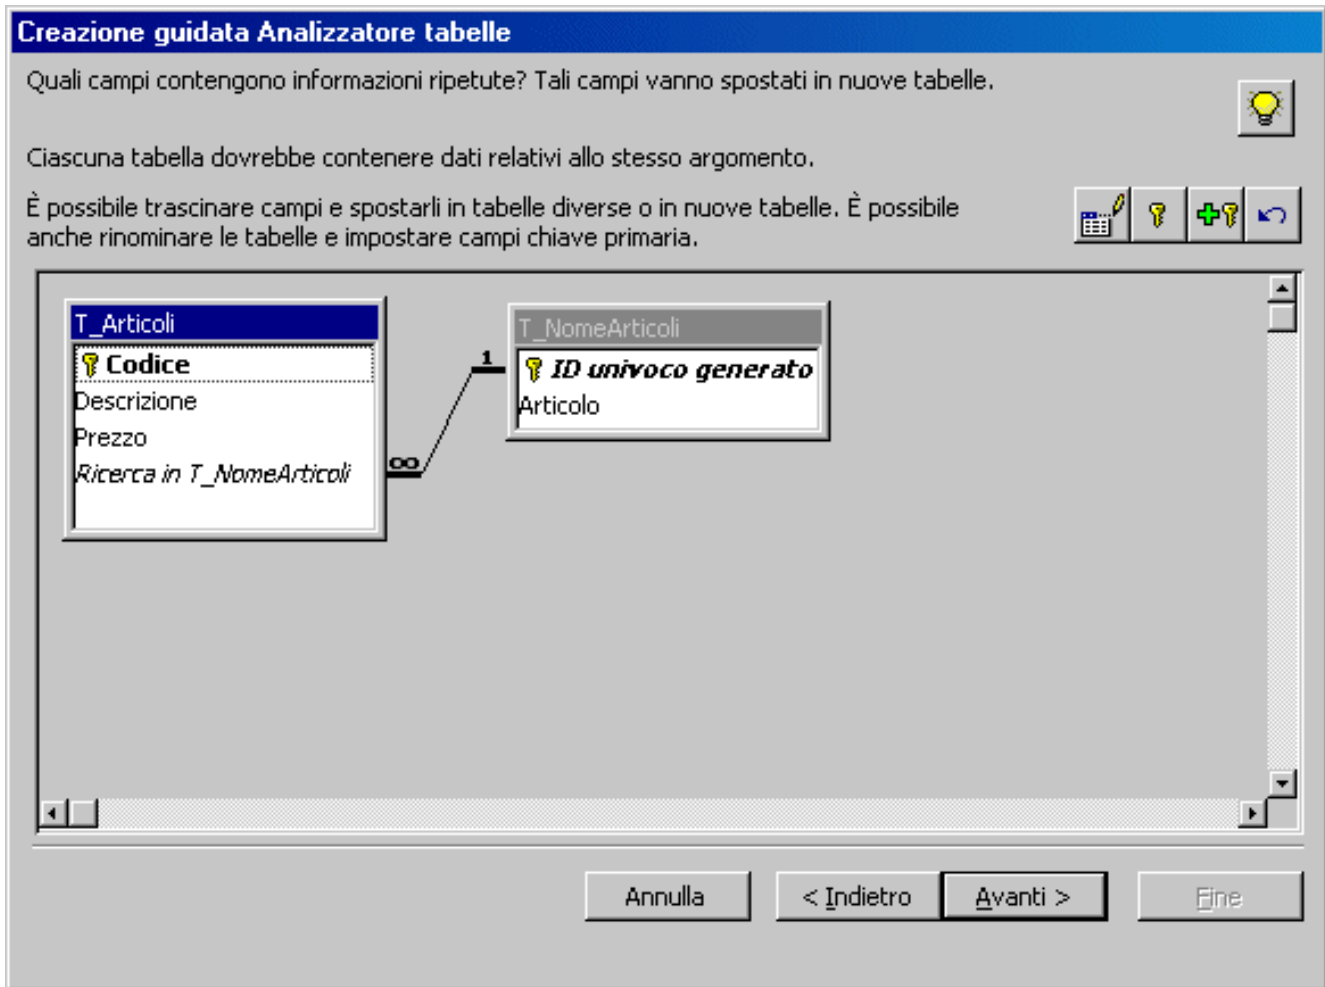 Creazione guidata Analizzatore tabelle
Quali campi contengono informazioni ripetute? Tali campi vanno spostati in nuove tabelle.
Ciascuna tabella dovrebbe contenere dati relativi allo stesso argomento.
È possibile trascinare campi e spostarli in tabelle diverse o in nuove tabelle. È possibile
anche rinominare le tabelle e impostare campi chiave primaria.
T_Articoli
Codice
Descrizione
Prezzo
Ricerca in T_NomeArticoli
∞
1
T_NomeArticoli
ID univoco generato
Articolo
Annulla
< Indietro
Avanti >
Fine